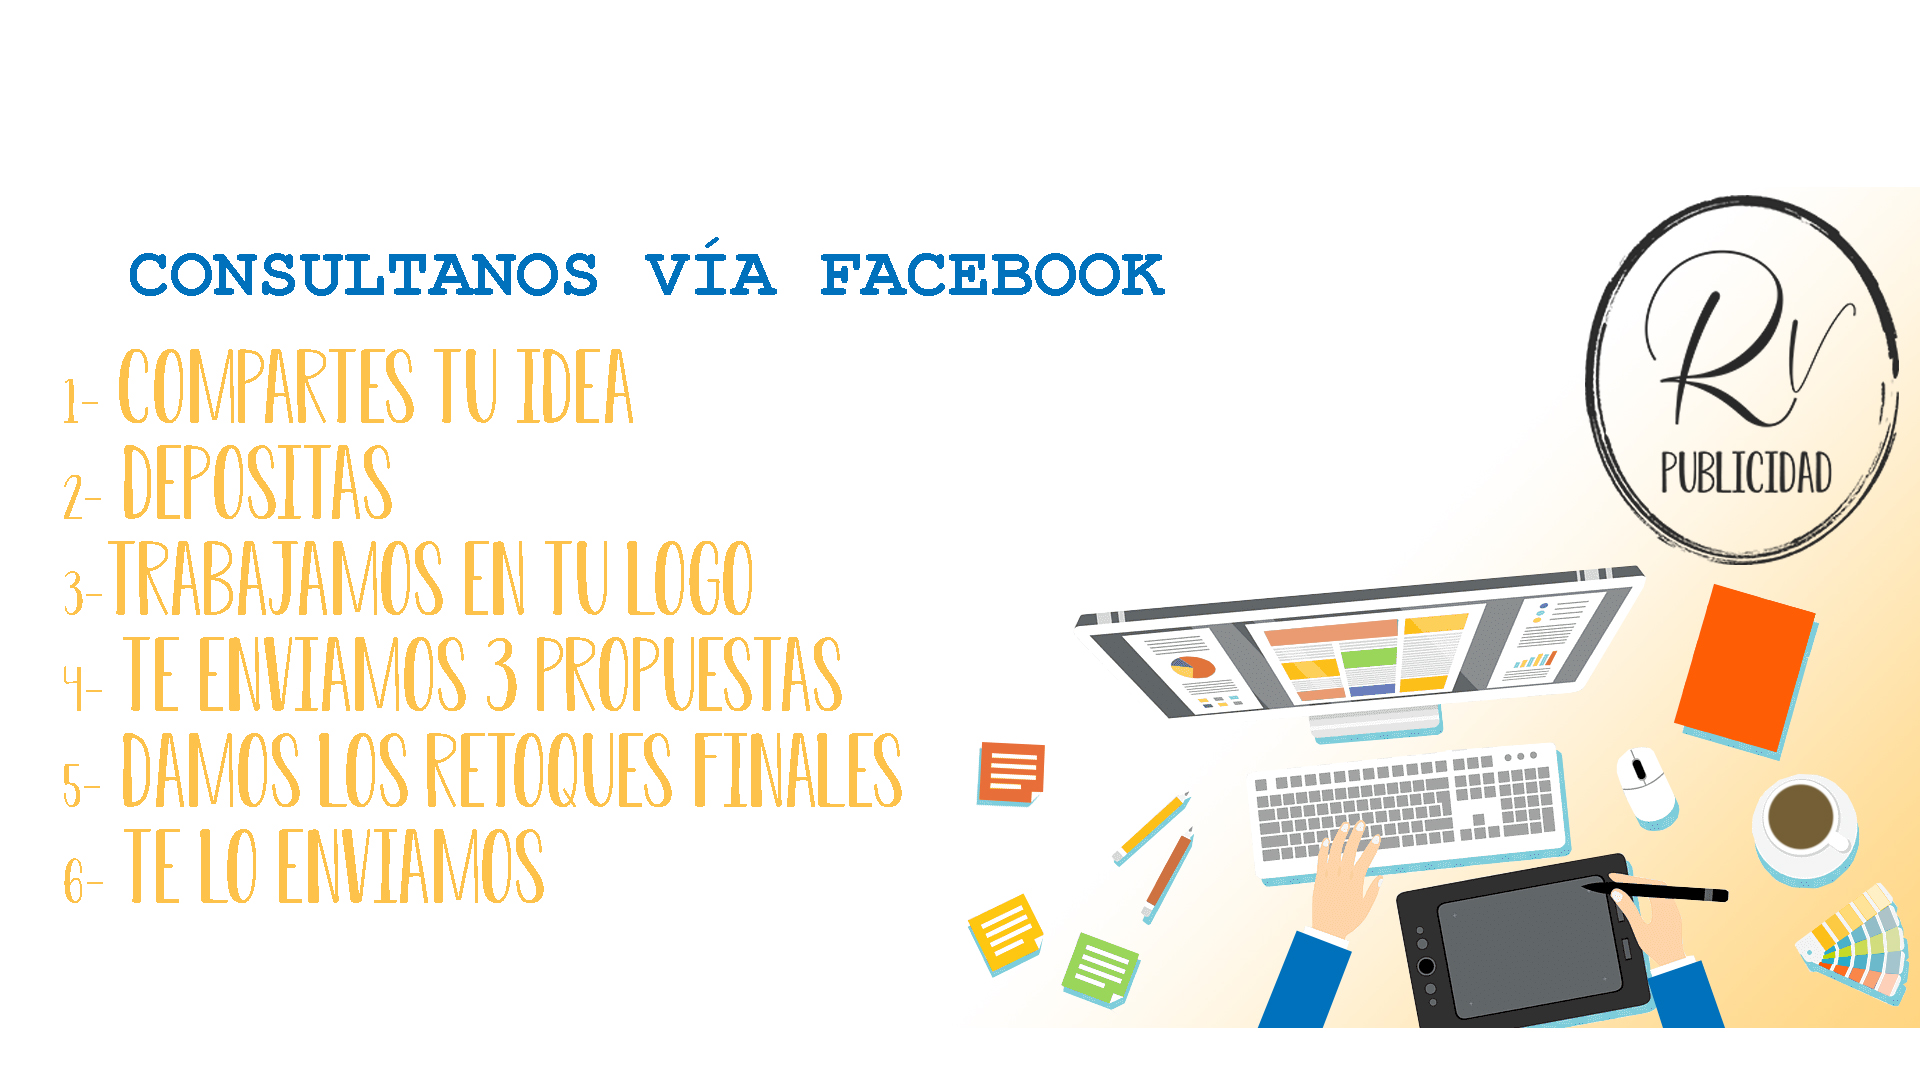 CONSULTANOS VÍA FACEBOOK
1- COMPARTES TU IDEA
2- DEPOSITAS
3- TRABAJAMOS EN TU LOGO
4- TE ENVIAMOS 3 PROPUESTAS
5- DAMOS LOS RETOQUES FINALES
6- TE LO ENVIAMOS
RV
PUBLICIDAD